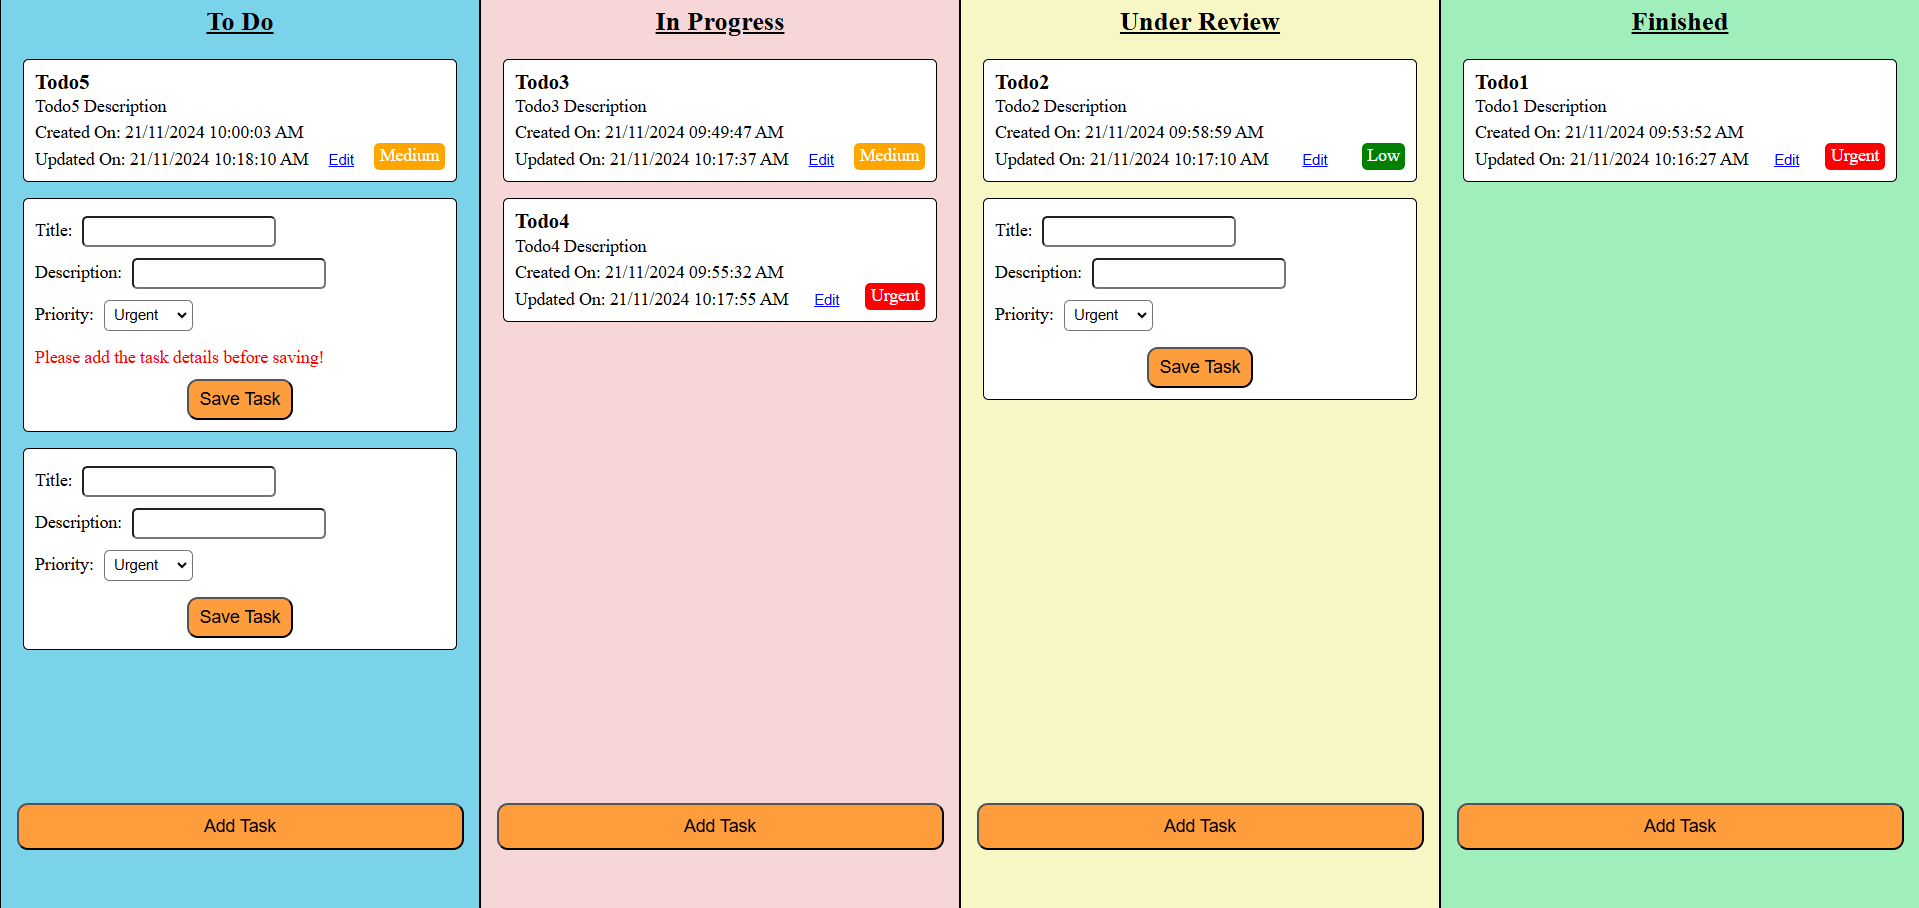 To Do
Todo5
Todo5 Description
Created On: 21/11/2024 10:00:03 AM
Updated On: 21/11/2024 10:18:10 AM Edit Medium
Title:
Description:
Priority: Urgent
Please add the task details before saving!
Save Task
Title:
Description:
Priority: Urgent
Save Task
Add Task
In Progress
Todo3
Todo3 Description
Created On: 21/11/2024 09:49:47 AM
Updated On: 21/11/2024 10:17:37 AM Edit Medium
Todo4
Todo4 Description
Created On: 21/11/2024 09:55:32 AM
Updated On: 21/11/2024 10:17:55 AM Edit Urgent
Add Task
Under Review
Todo2
Todo2 Description
Created On: 21/11/2024 09:58:59 AM
Updated On: 21/11/2024 10:17:10 AM Edit Low
Title:
Description:
Priority: Urgent
Save Task
Add Task
Finished
Todo1
Todo1 Description
Created On: 21/11/2024 09:53:52 AM
Updated On: 21/11/2024 10:16:27 AM Edit Urgent
Add Task